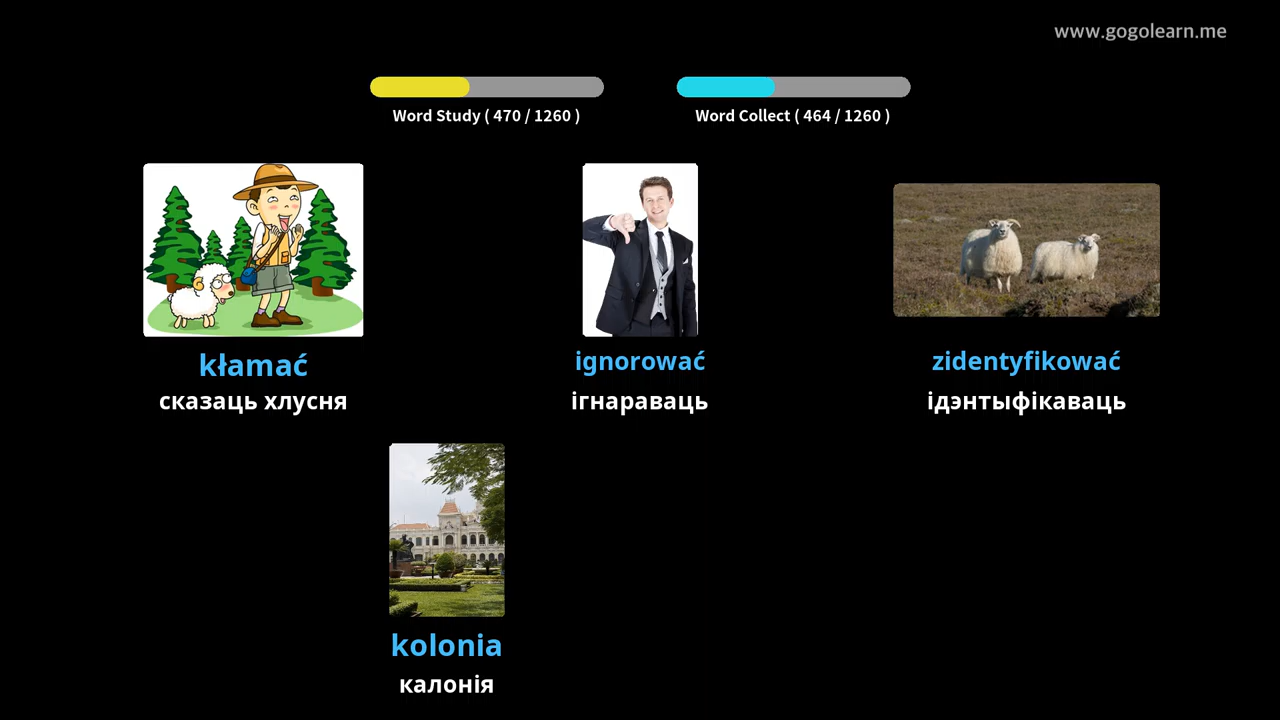 www.gogolearn.me
Word Study ( 470 / 1260 )
Word Collect ( 464 / 1260 )
kłamać
сказаць хлусня
ignorować
ігнараваць
zidentyfikować
ідэнтыфікаваць
kolonia
калонія